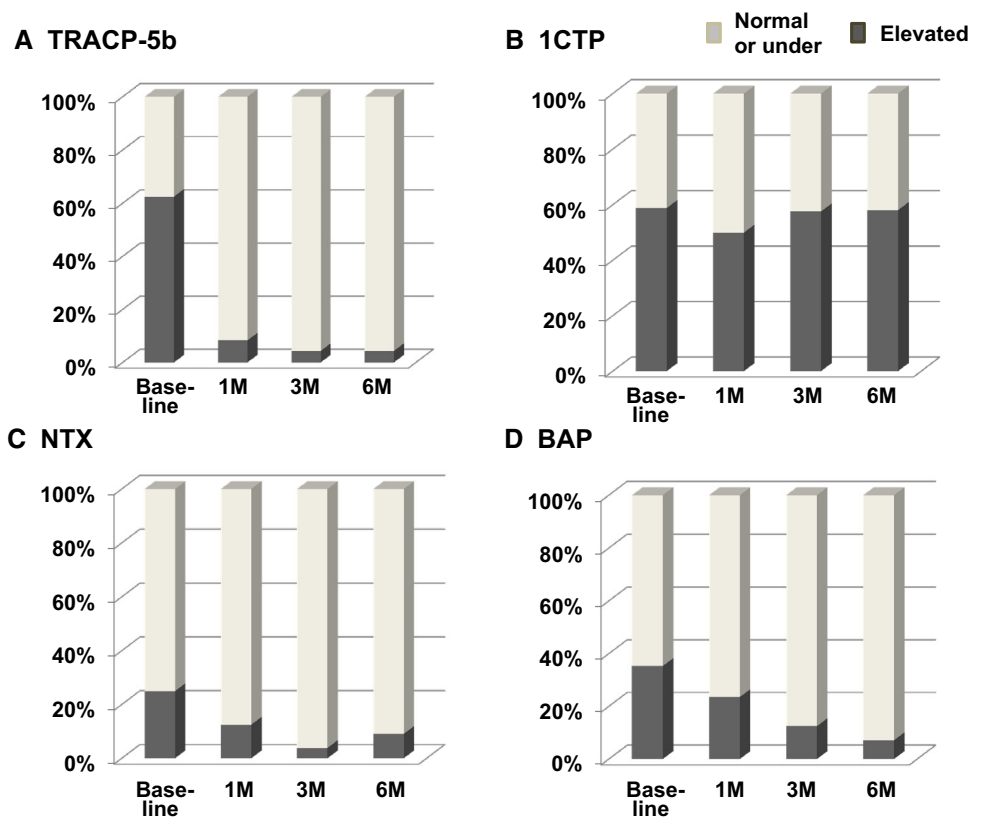 A TRACP-5b
100%
80%
60%
40%
20%
0%
Base-
line
1M
3M
6M
B 1CTP
Normal
or under
Elevated
100%
80%
60%
40%
20%
0%
Base-
line
1M
3M
6M
C NTX
100%
80%
60%
40%
20%
0%
Base-
line
1M
3M
6M
D BAP
100%
80%
60%
40%
20%
0%
Base-
line
1M
3M
6M